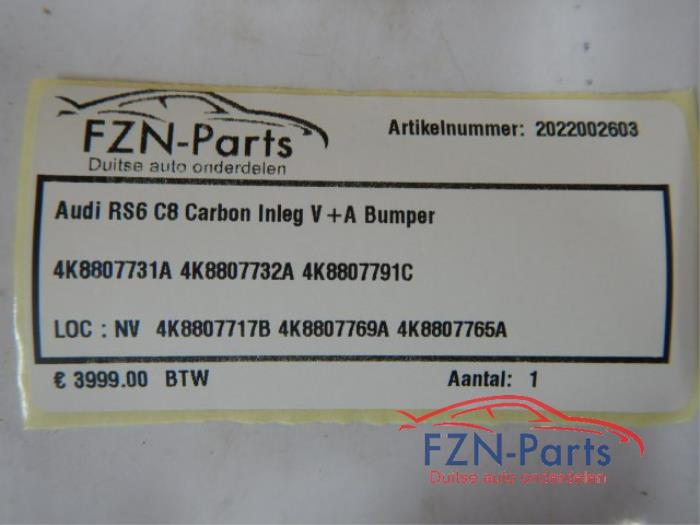 FZN-Parts
Duitse auto onderdelen
Artikelnummer: 2022002603
Audi RS6 C8 Carbon Inleg V+A Bumper
4K8807731A 4K8807732A 4K8807791C
LOC : NV 4K8807717B 4K8807769A 4K8807765A
€ 3999.00 BTW
Aantal: 1
FZN-Parts
Duitse auto onderdelen